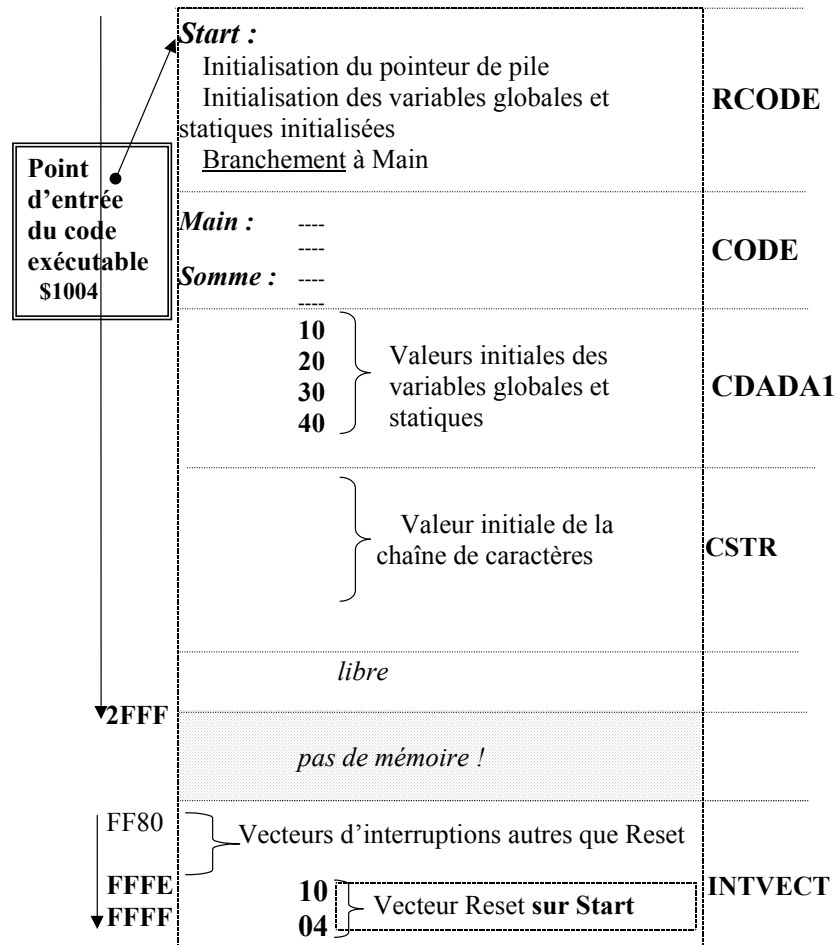 Start :
Initialisation du pointeur de pile
Initialisation des variables globales et
statiques initialisées
Branchement à Main
RCODE
Point
d'entrée
du code
exécutable
$1004
Main :
----
----
Somme :
----
----
CODE
10
20
30
40
Valeurs initiales des
variables globales et
statiques
CDADA1
Valeur initiale de la
chaîne de caractères
CSTR
libre
2FFF
pas de mémoire !
FF80
Vecteurs d'interruptions autres que Reset
FFFE
FFFF
10
04
Vecteur Reset sur Start
INTVECT